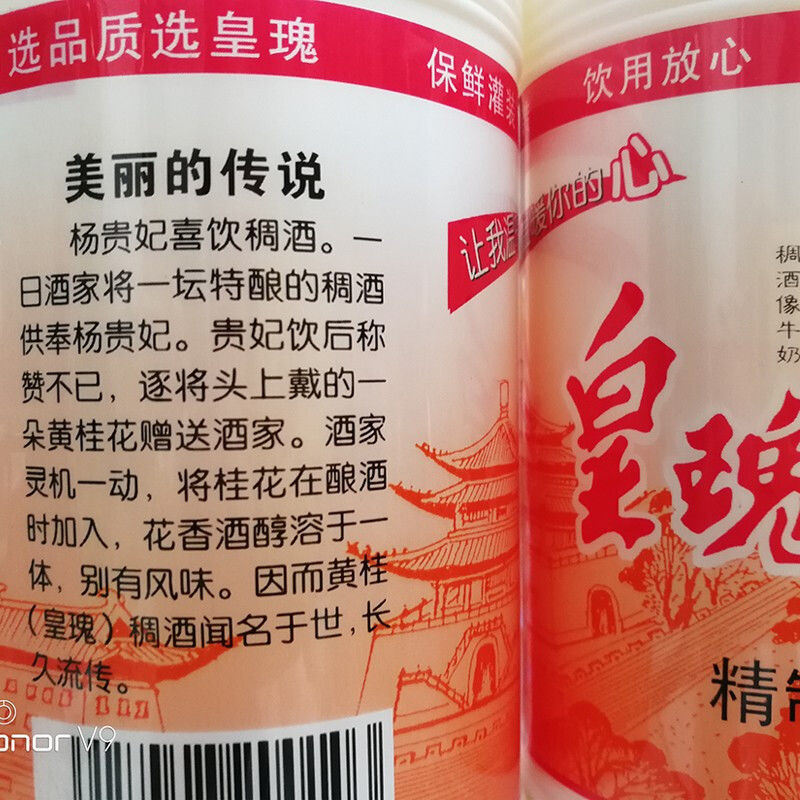 选品质选皇瑰
保鲜灌装
饮用放心
美丽的传说
杨贵妃喜饮稠酒。一
日酒家将一坛特酿的稠酒
供奉杨贵妃。贵妃饮后称
赞不已，逐将头上戴的一
朵黄桂花赠送酒家。酒家
灵机一动，将桂花在酿酒
时加入，花香酒醇溶于一
体，别有风味。因而黄桂
（皇瑰）稠酒闻名于世，长
久流传。
让我温
爱你的心
稠
酒
像
牛
奶
皇瑰
精制
onor V9